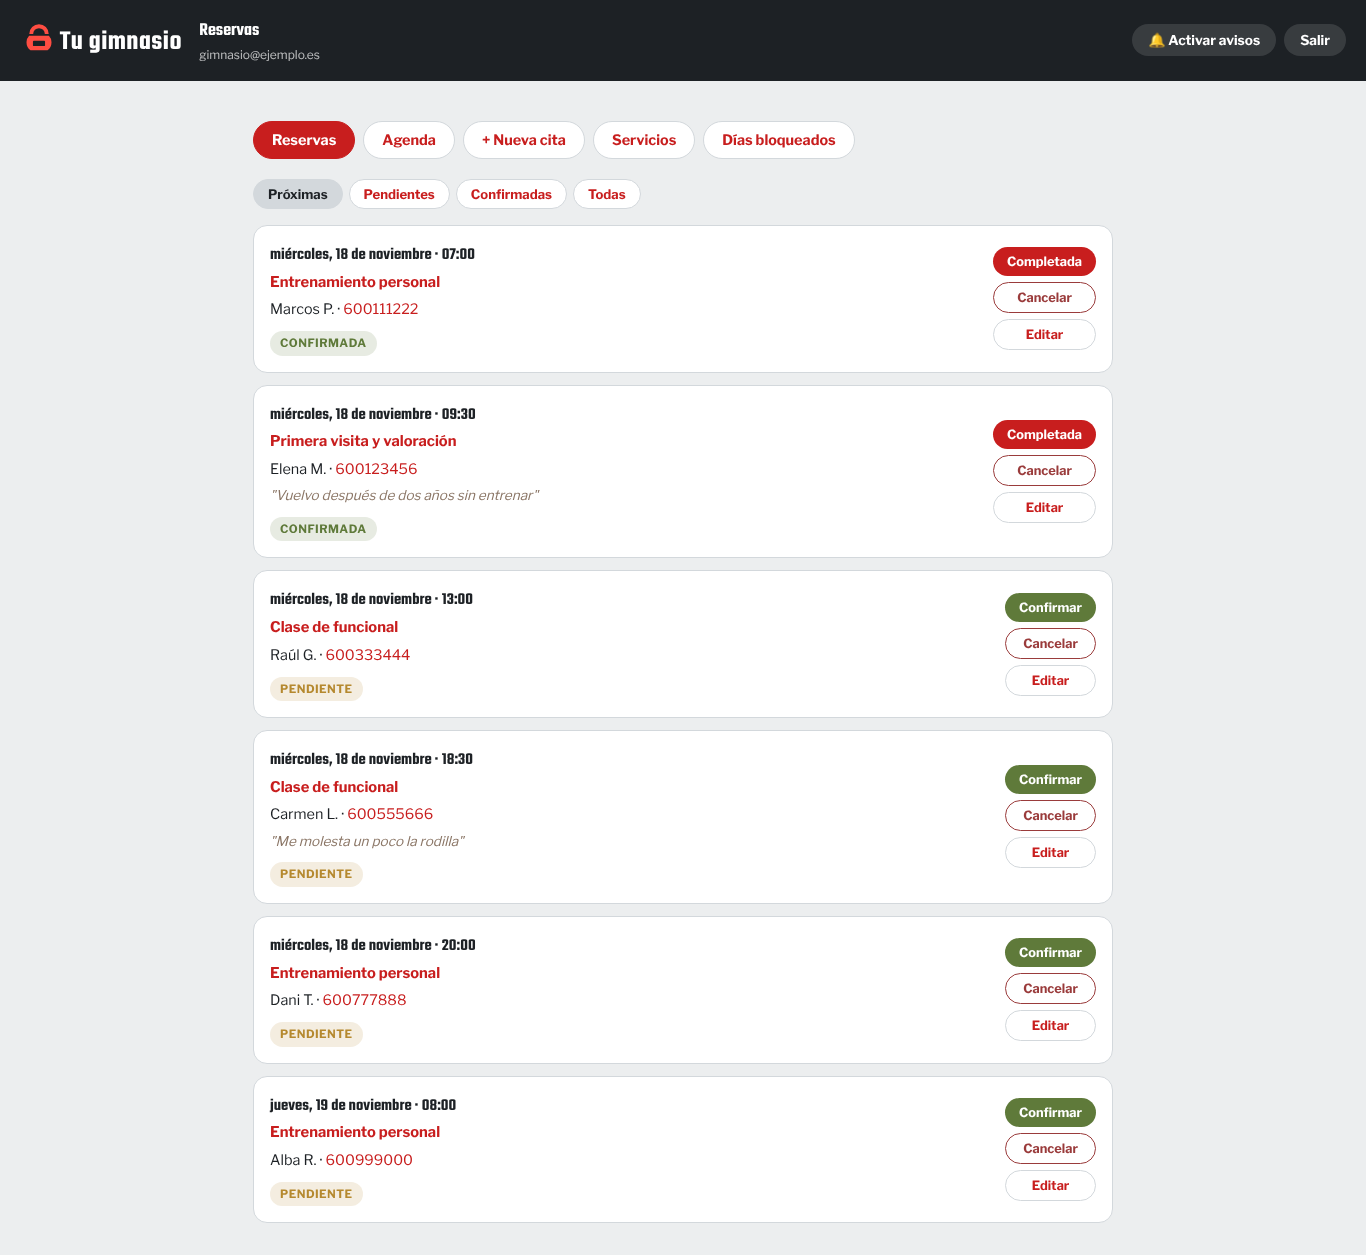 Tu gimnasio
Reservas
gimnasio@ejemplo.es
🔔 Activar avisos
Salir
Reservas
Agenda
+ Nueva cita
Servicios
Días bloqueados
Próximas
Pendientes
Confirmadas
Todas
miércoles, 18 de noviembre · 07:00
Entrenamiento personal
Marcos P. · 600111222
CONFIRMADA
Completada
Cancelar
Editar
miércoles, 18 de noviembre · 09:30
Primera visita y valoración
Elena M. · 600123456
"Vuelvo después de dos años sin entrenar"
CONFIRMADA
Completada
Cancelar
Editar
miércoles, 18 de noviembre · 13:00
Clase de funcional
Raúl G. · 600333444
PENDIENTE
Confirmar
Cancelar
Editar
miércoles, 18 de noviembre · 18:30
Clase de funcional
Carmen L. · 600555666
"Me molesta un poco la rodilla"
PENDIENTE
Confirmar
Cancelar
Editar
miércoles, 18 de noviembre · 20:00
Entrenamiento personal
Dani T. · 600777888
PENDIENTE
Confirmar
Cancelar
Editar
jueves, 19 de noviembre · 08:00
Entrenamiento personal
Alba R. · 600999000
PENDIENTE
Confirmar
Cancelar
Editar